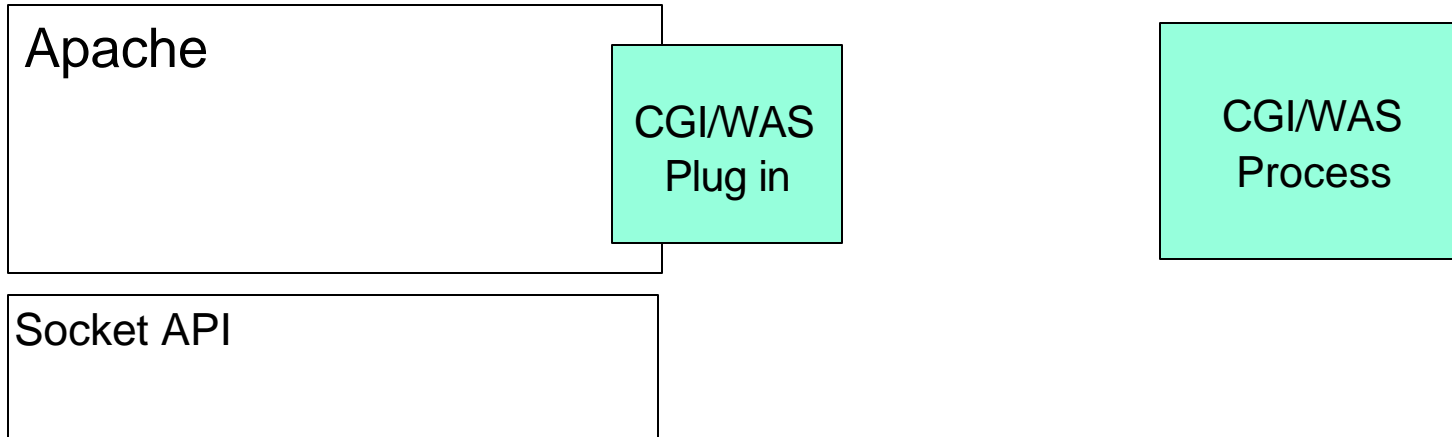 Apache
CGI/WAS
Plug in
CGI/WAS
Process
Socket API